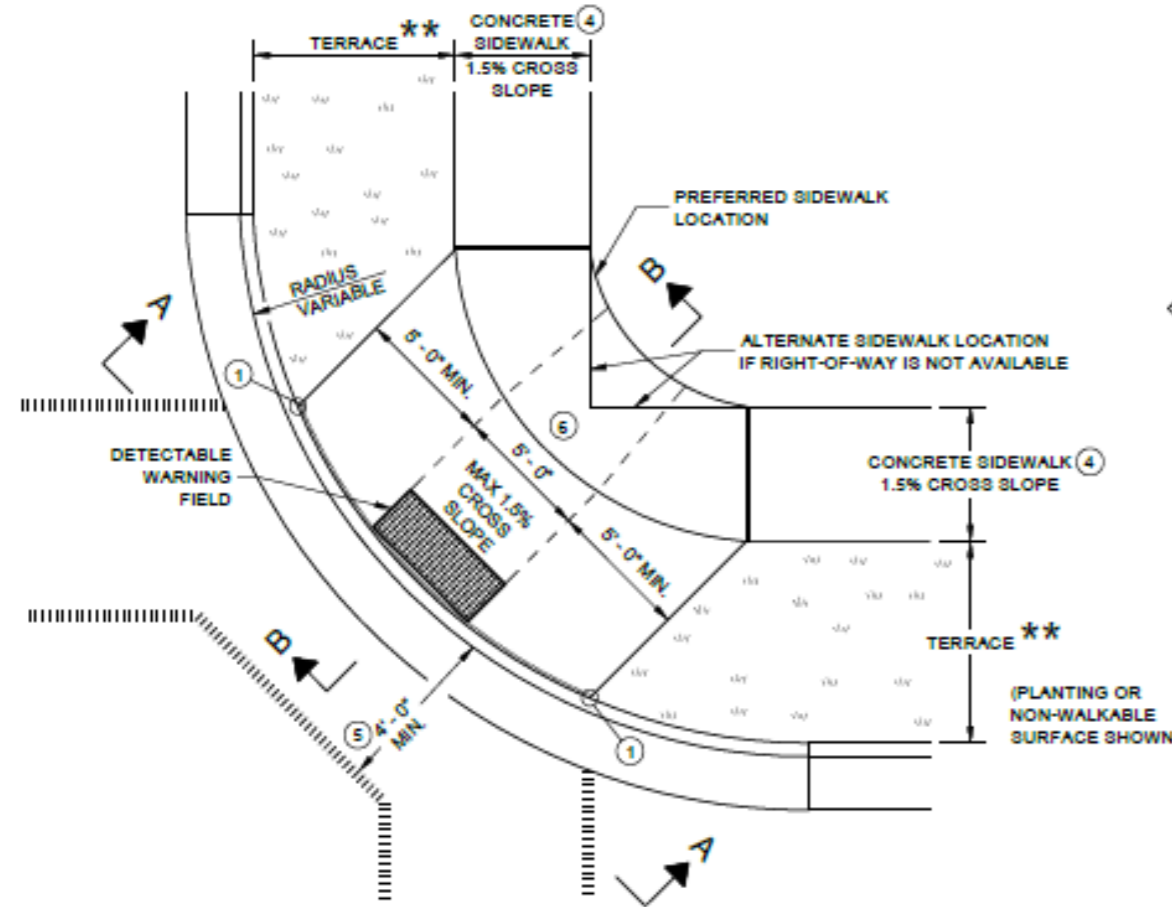 CONCRETE 4
SIDEWALK
1.5% CROSS
SLOPE
TERRACE **
PREFERRED SIDEWALK
LOCATION
RADIUS
VARIABLE
B
A
ALTERNATE SIDEWALK LOCATION
IF RIGHT-OF-WAY IS NOT AVAILABLE
1
5' - 0" MIN.
6
DETECTABLE
WARNING
FIELD
5' - 0"
MAX 1.5%
CROSS
SLOPE
CONCRETE SIDEWALK 4
1.5% CROSS SLOPE
5' - 0" MIN.
B
TERRACE **
(PLANTING OR
NON-WALKABLE
SURFACE SHOWN
5 4' - 0"
MIN.
1
A